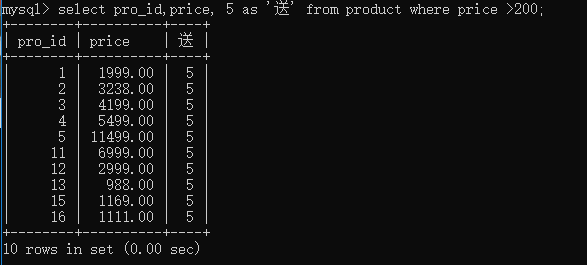 mysql> select pro_id,price, 5 as '送' from product where price >200;
+--------+----------+----+
| pro_id | price    | 送 |
+--------+----------+----+
|      1 |  1999.00 |  5 |
|      2 |  3238.00 |  5 |
|      3 |  4199.00 |  5 |
|      4 |  5499.00 |  5 |
|      5 | 11499.00 |  5 |
|     11 |  6999.00 |  5 |
|     12 |  2999.00 |  5 |
|     13 |   988.00 |  5 |
|     15 |  1169.00 |  5 |
|     16 |  1111.00 |  5 |
+--------+----------+----+
10 rows in set (0.00 sec)